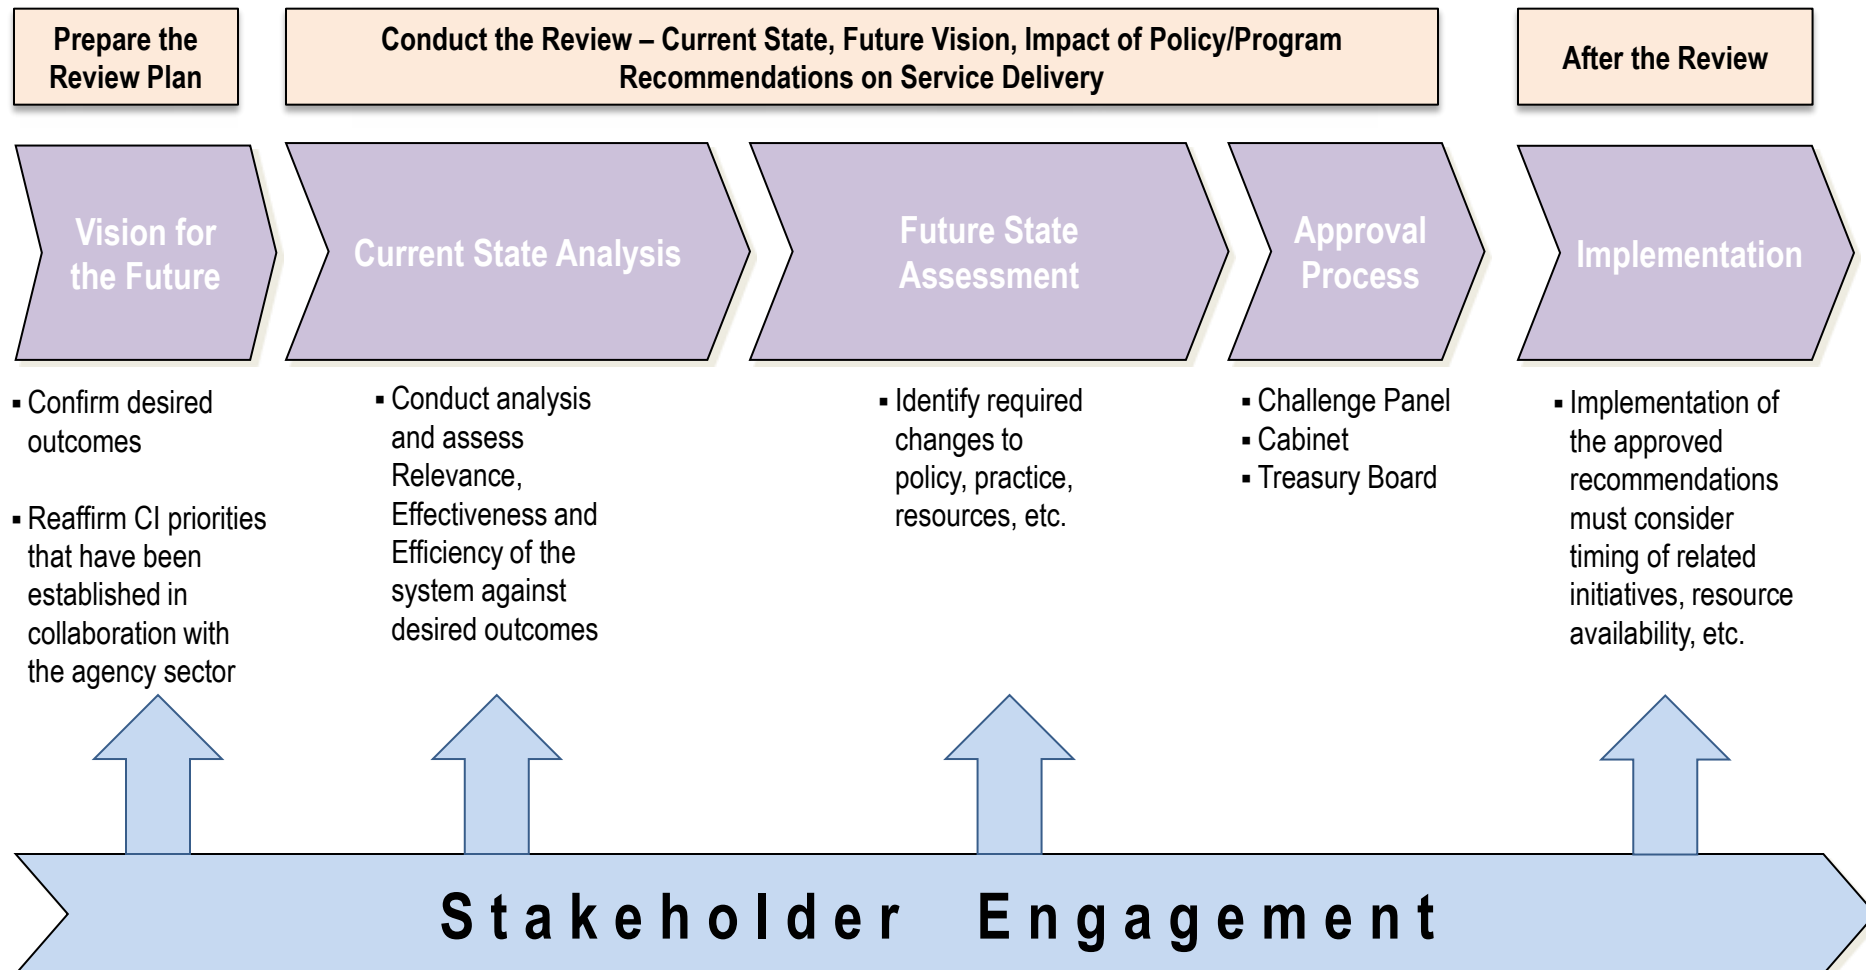 Prepare the
Review Plan
Conduct the Review – Current State, Future Vision, Impact of Policy/Program
Recommendations on Service Delivery
After the Review
Vision for
the Future
Current State Analysis
Future State
Assessment
Approval
Process
Implementation
▪ Confirm desired
outcomes
▪ Reaffirm CI priorities
that have been
established in
collaboration with
the agency sector
▪ Conduct analysis
and assess
Relevance,
Effectiveness and
Efficiency of the
system against
desired outcomes
▪ Identify required
changes to
policy, practice,
resources, etc.
▪ Challenge Panel
▪ Cabinet
▪ Treasury Board
▪ Implementation of
the approved
recommendations
must consider
timing of related
initiatives, resource
availability, etc.
Stakeholder Engagement